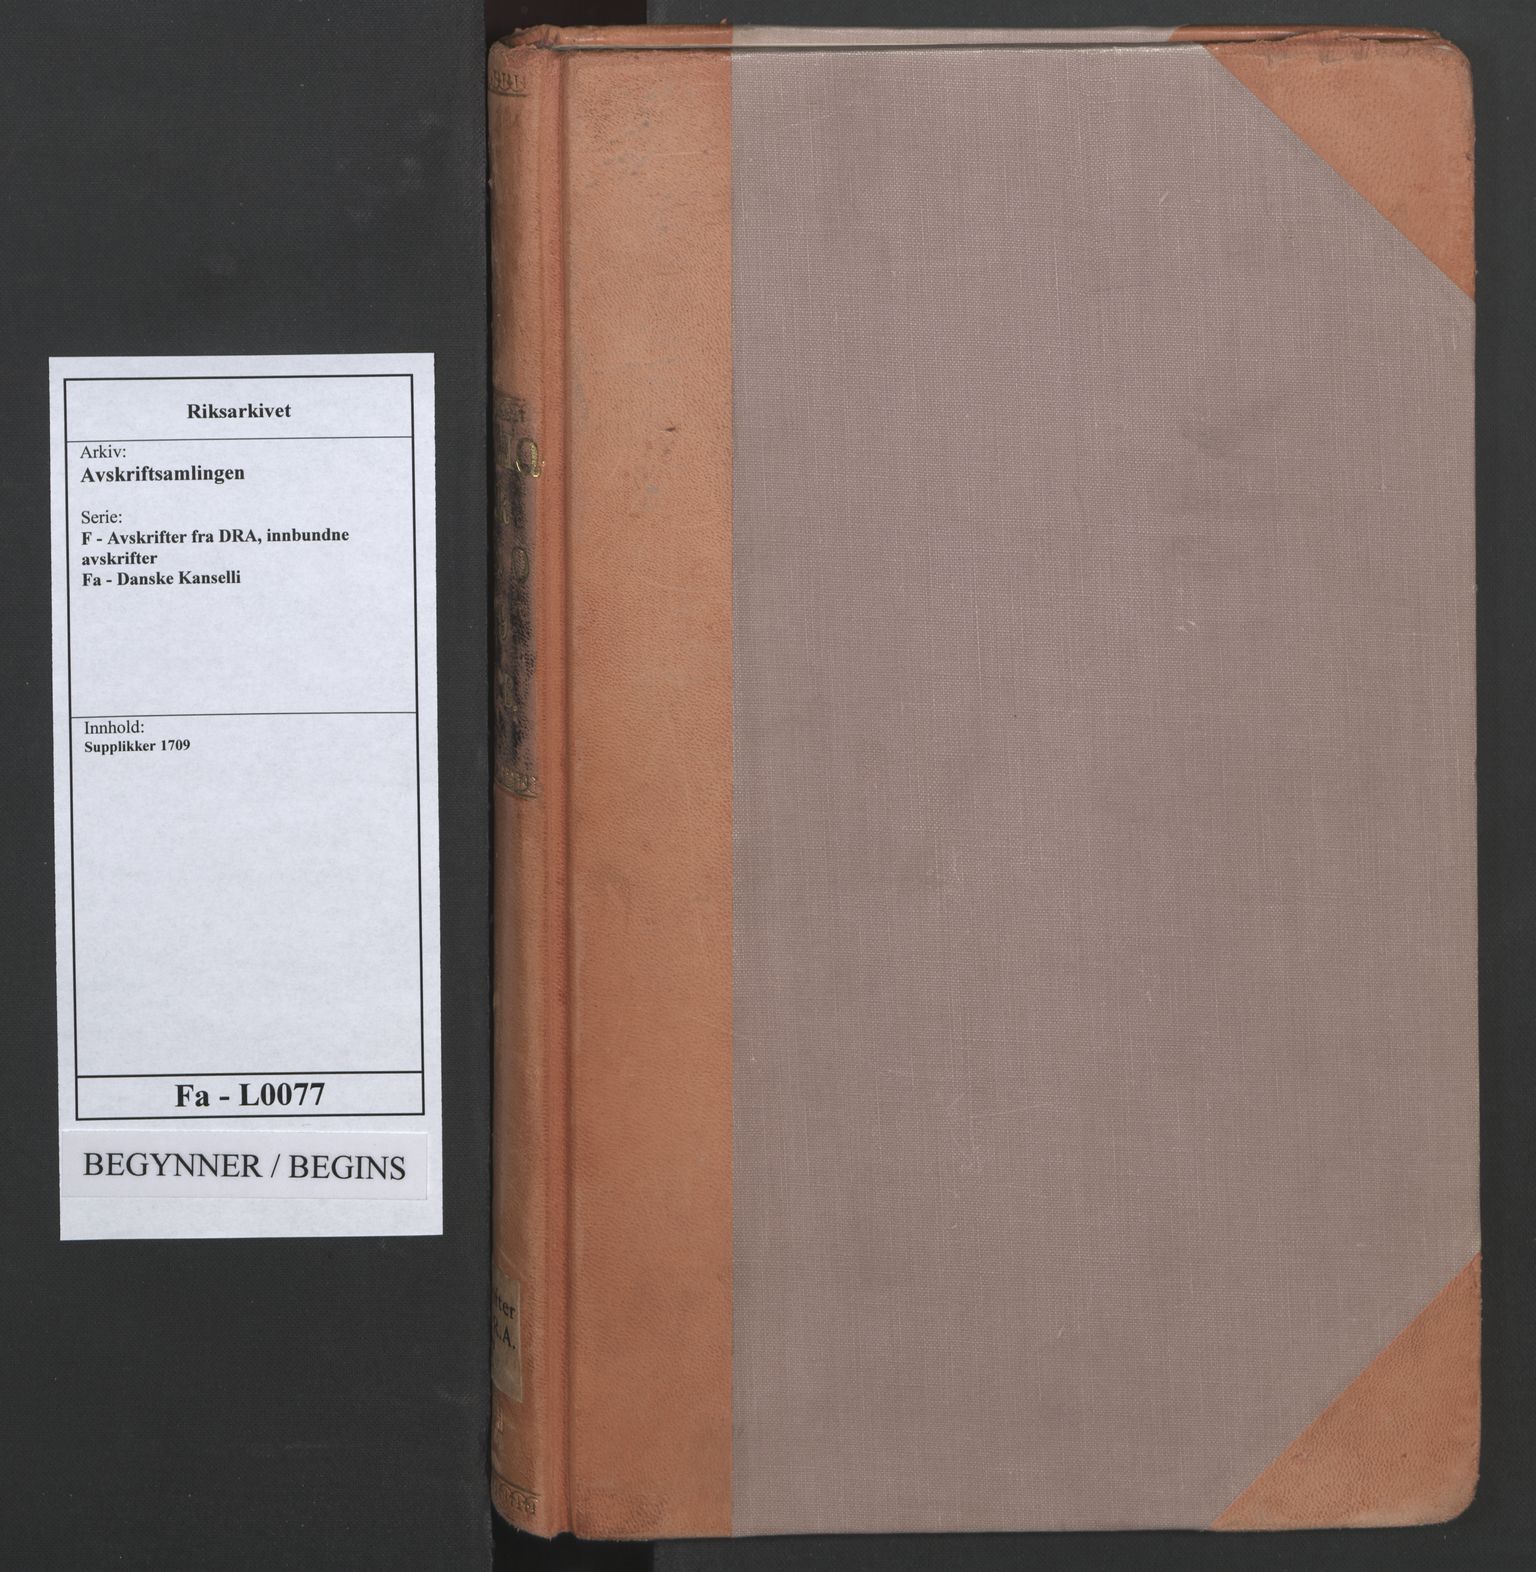 Riksarkivet
Arkiv:
Avskriftsamlingen
Serie:
F - Avskrifter fra DRA, innbundne
avskrifter
Fa - Danske Kanselli
Innhold:
Supplikker 1709
Fa - L0077
BEGYNNER / BEGINS